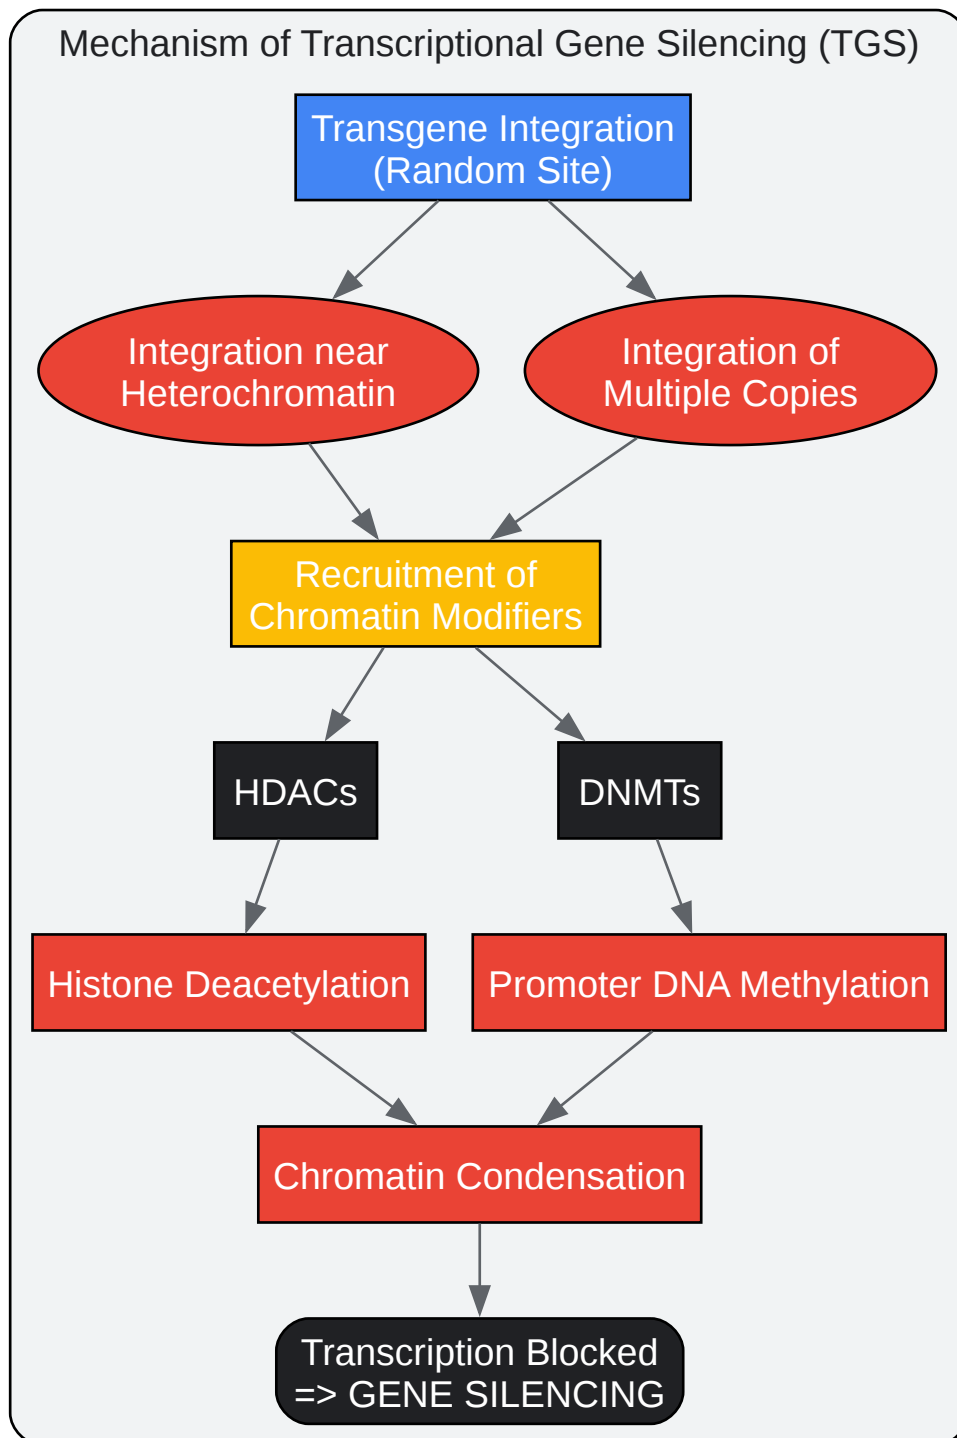 Mechanism of Transcriptional Gene Silencing (TGS)
Transgene Integration
(Random Site)
Integration near
Heterochromatin
Integration of
Multiple Copies
Recruitment of
Chromatin Modifiers
HDACs
DNMTs
Histone Deacetylation
Promoter DNA Methylation
Chromatin Condensation
Transcription Blocked
=> GENE SILENCING